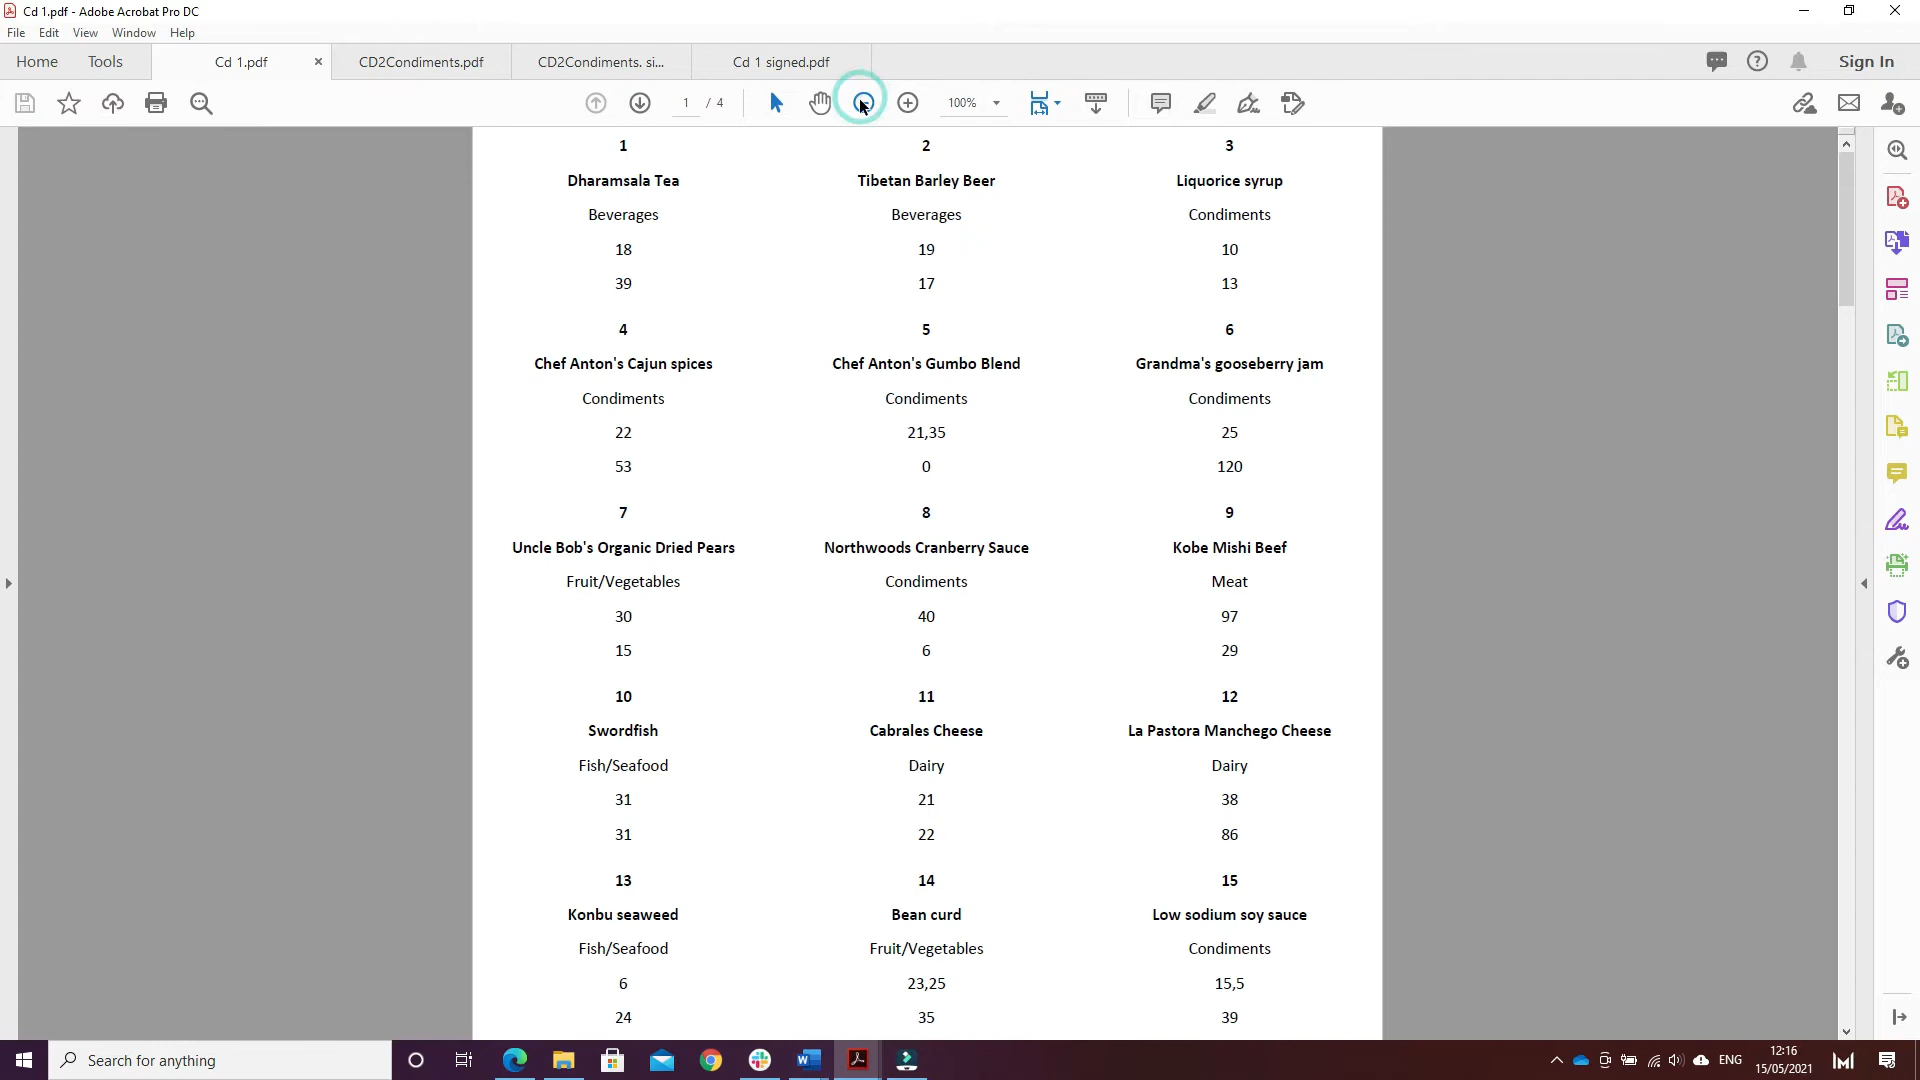 Cd 1.pdf - Adobe Acrobat Pro DC
File Edit View Window Help
Home Tools Cd 1.pdf × CD2Condiments.pdf CD2Condiments. si... Cd 1 signed.pdf Sign In
1 / 4 100%
1 2 3
Dharamsala Tea Tibetan Barley Beer Liquorice syrup
Beverages Beverages Condiments
18 19 10
39 17 13
4 5 6
Chef Anton's Cajun spices Chef Anton's Gumbo Blend Grandma's gooseberry jam
Condiments Condiments Condiments
22 21,35 25
53 0 120
7 8 9
Uncle Bob's Organic Dried Pears Northwoods Cranberry Sauce Kobe Mishi Beef
Fruit/Vegetables Condiments Meat
30 40 97
15 6 29
10 11 12
Swordfish Cabrales Cheese La Pastora Manchego Cheese
Fish/Seafood Dairy Dairy
31 21 38
31 22 86
13 14 15
Konbu seaweed Bean curd Low sodium soy sauce
Fish/Seafood Fruit/Vegetables Condiments
6 23,25 15,5
24 35 39
Search for anything ENG 12:16
15/05/2021